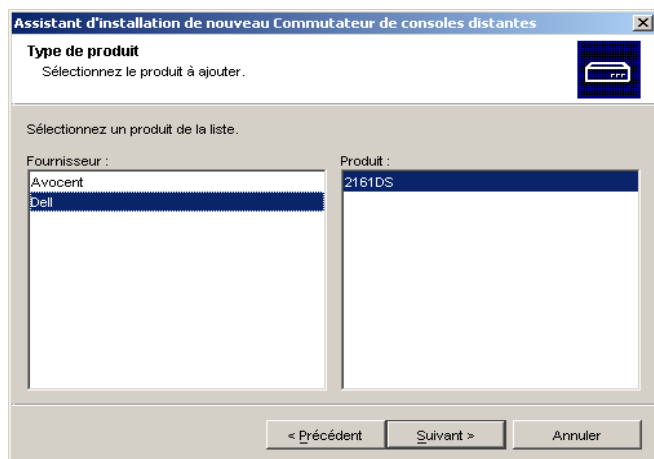 Assistant d'installation de nouveau Commutateur de consoles distantes
Type de produit
Sélectionnez le produit à ajouter.
Sélectionnez un produit de la liste.
Fournisseur :
Produit :
Avocent
2161DS
Dell
< Précédent
Suivant >
Annuler